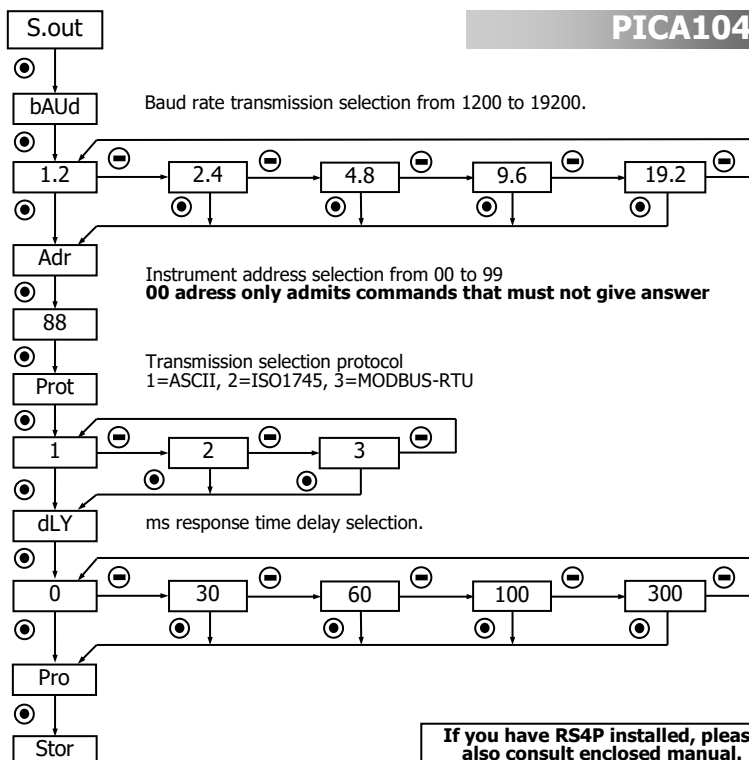 S.out
PICA104
bAUd
Baud rate transmission selection from 1200 to 19200.
1.2 2.4 4.8 9.6 19.2
Adr
Instrument address selection from 00 to 99
00 adress only admits commands that must not give answer
88
Transmission selection protocol
Prot
1=ASCII, 2=ISO1745, 3=MODBUS-RTU
1 2 3
dLY
ms response time delay selection.
0 30 60 100 300
Pro
If you have RS4P installed, pleas
also consult enclosed manual.
Stor